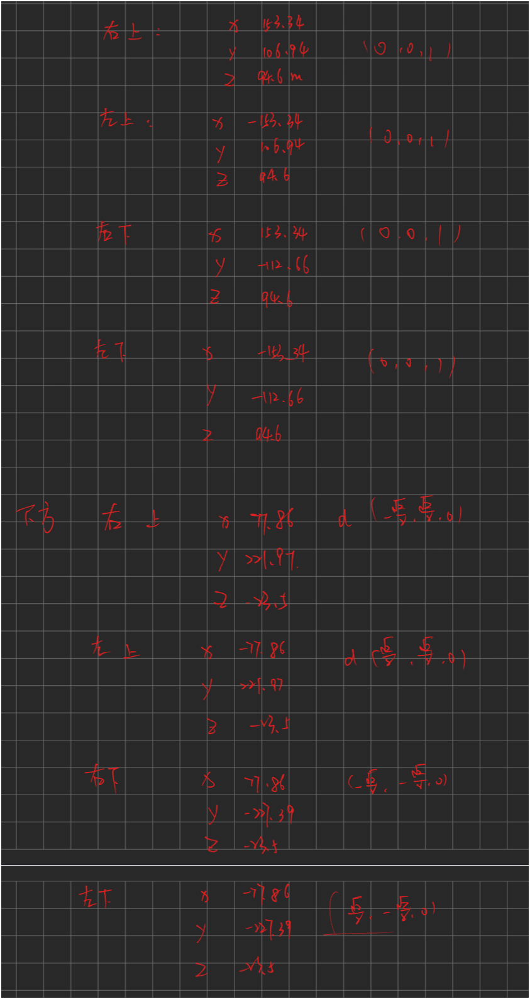 右上：	x	153.34
y	106.94	(0,0,1)
z	94.6 m
左上：	x	-153.34
y	106.94	(0,0,1)
z	94.6
右下	x	153.34	(0,0,1)
y	-112.66
z	94.6
左下	x	-153.34	(0,0,1)
y	-112.66
z	94.6
下方	右上	x	77.86	d	(-√2/2, √2/2, 0)
y	221.97
z	-23.5
左上	x	-77.86	d	(√2/2, √2/2, 0)
y	221.97
z	-23.5
右下	x	77.86	(-√2/2, -√2/2, 0)
y	-227.39
z	-23.5
左下	x	-77.86	(√2/2, -√2/2, 0)
y	-227.39
z	-23.5